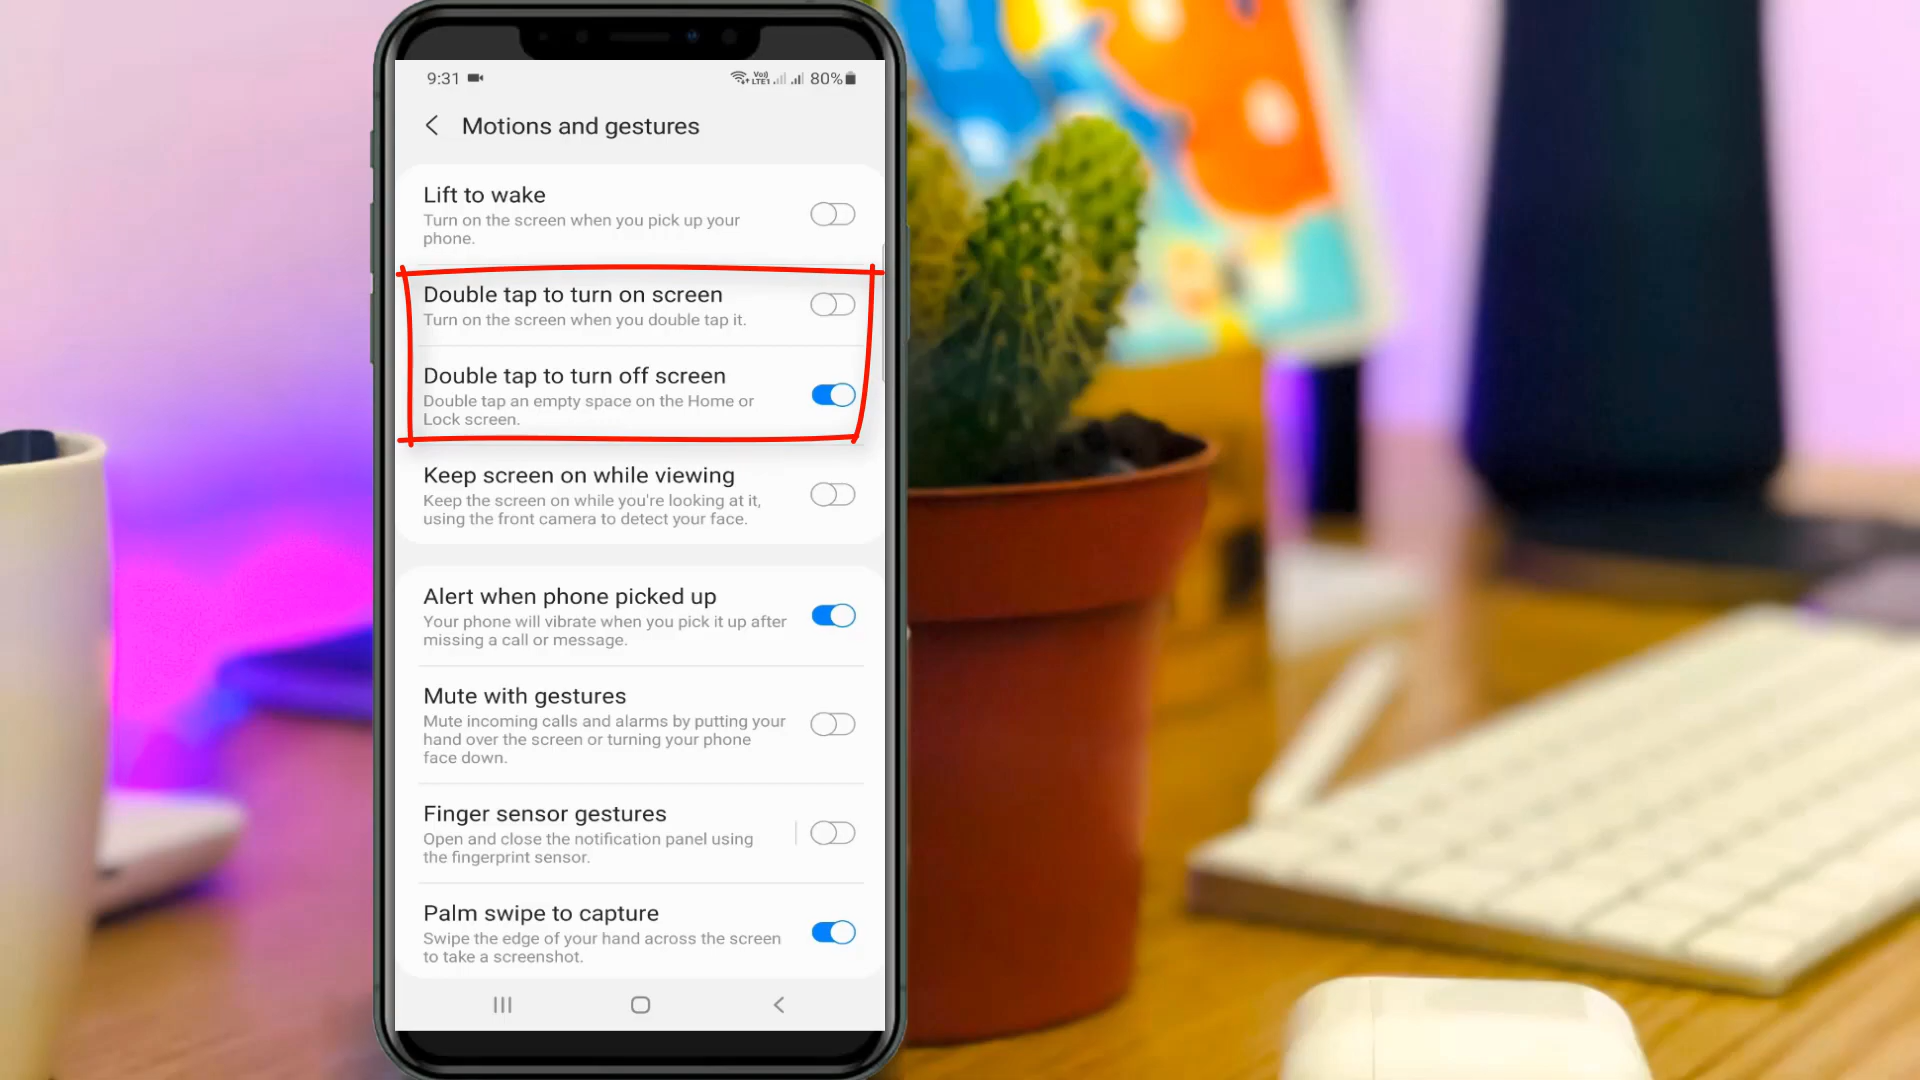 9:31
Vo)) LTE1 80%
Motions and gestures
Lift to wake
Turn on the screen when you pick up your
phone.
Double tap to turn on screen
Turn on the screen when you double tap it.
Double tap to turn off screen
Double tap an empty space on the Home or
Lock screen.
Keep screen on while viewing
Keep the screen on while you're looking at it,
using the front camera to detect your face.
Alert when phone picked up
Your phone will vibrate when you pick it up after
missing a call or message.
Mute with gestures
Mute incoming calls and alarms by putting your
hand over the screen or turning your phone
face down.
Finger sensor gestures
Open and close the notification panel using
the fingerprint sensor.
Palm swipe to capture
Swipe the edge of your hand across the screen
to take a screenshot.